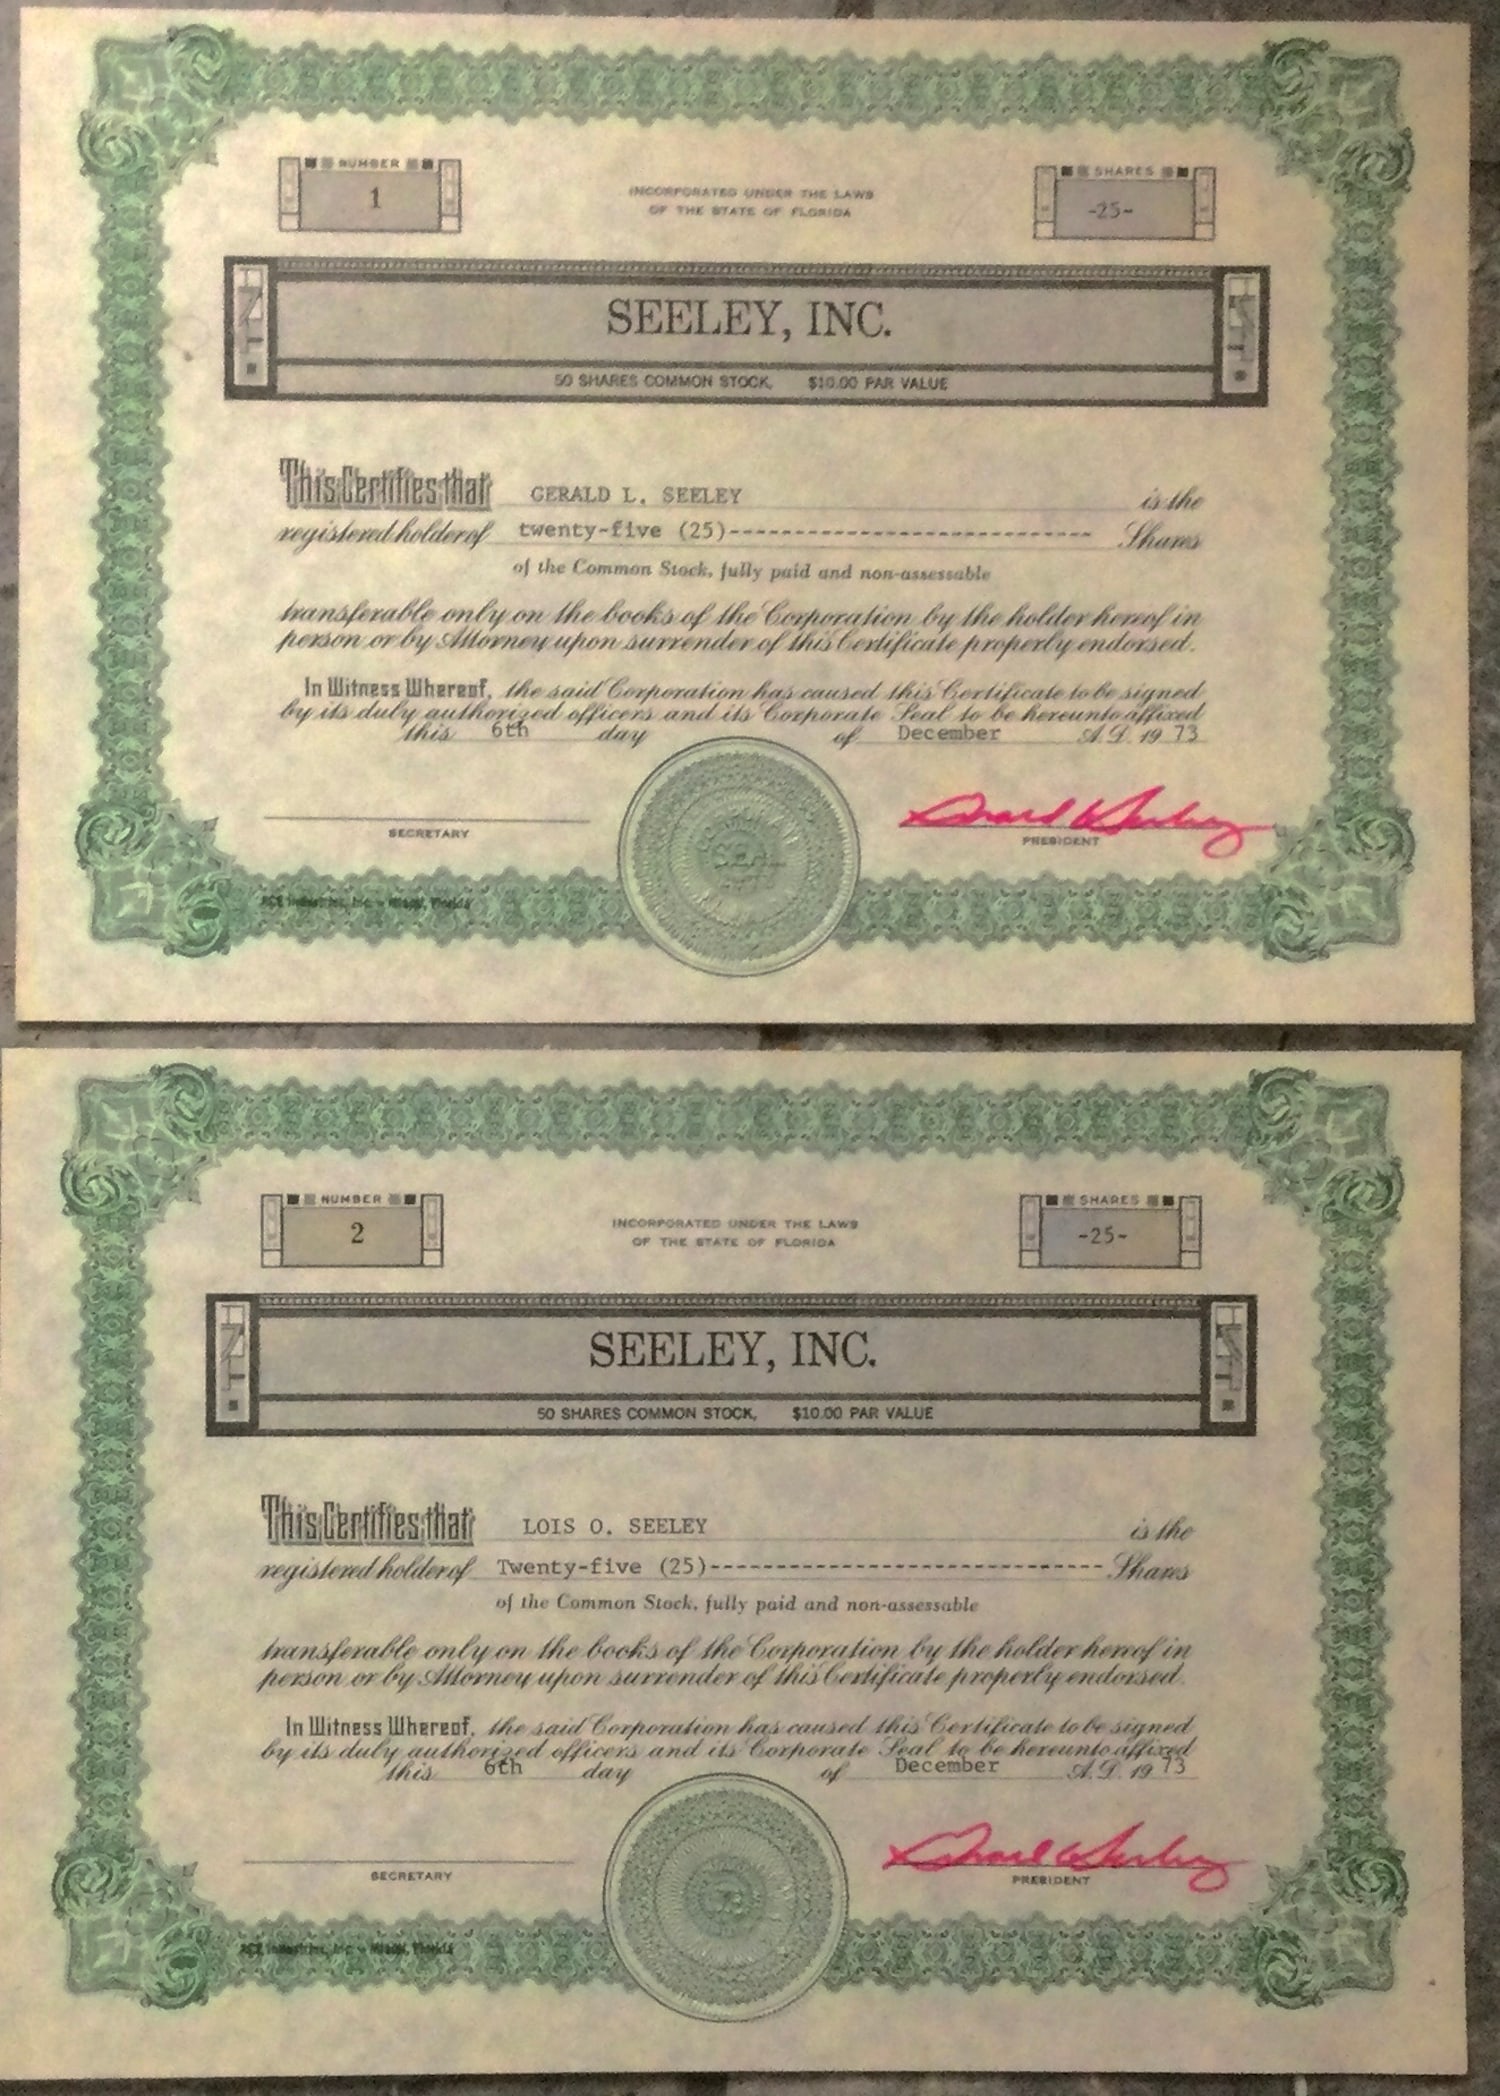 NUMBER
1
INCORPORATED UNDER THE LAWS
OF THE STATE OF FLORIDA
SHARES
-25-
SEELEY, INC.
50 SHARES COMMON STOCK, $10.00 PAR VALUE
This Certifies that GERALD L. SEELEY is the
registered holder of twenty-five (25)--------------------------- Shares
of the Common Stock, fully paid and non-assessable
transferable only on the books of the Corporation by the holder hereof in
person or by Attorney upon surrender of this Certificate properly endorsed.
In Witness Whereof, the said Corporation has caused this Certificate to be signed
by its duly authorized officers and its Corporate Seal to be hereunto affixed
this 6th day of December A.D. 19 73
SECRETARY
PRESIDENT
SEAL
ACE Industries, Inc. - Miami, Florida
NUMBER
2
INCORPORATED UNDER THE LAWS
OF THE STATE OF FLORIDA
SHARES
-25-
SEELEY, INC.
50 SHARES COMMON STOCK, $10.00 PAR VALUE
This Certifies that LOIS O. SEELEY is the
registered holder of Twenty-five (25)----------------------------- Shares
of the Common Stock, fully paid and non-assessable
transferable only on the books of the Corporation by the holder hereof in
person or by Attorney upon surrender of this Certificate properly endorsed.
In Witness Whereof, the said Corporation has caused this Certificate to be signed
by its duly authorized officers and its Corporate Seal to be hereunto affixed
this 6th day of December A.D. 19 73
SECRETARY
PRESIDENT
ACE Industries, Inc. - Miami, Florida